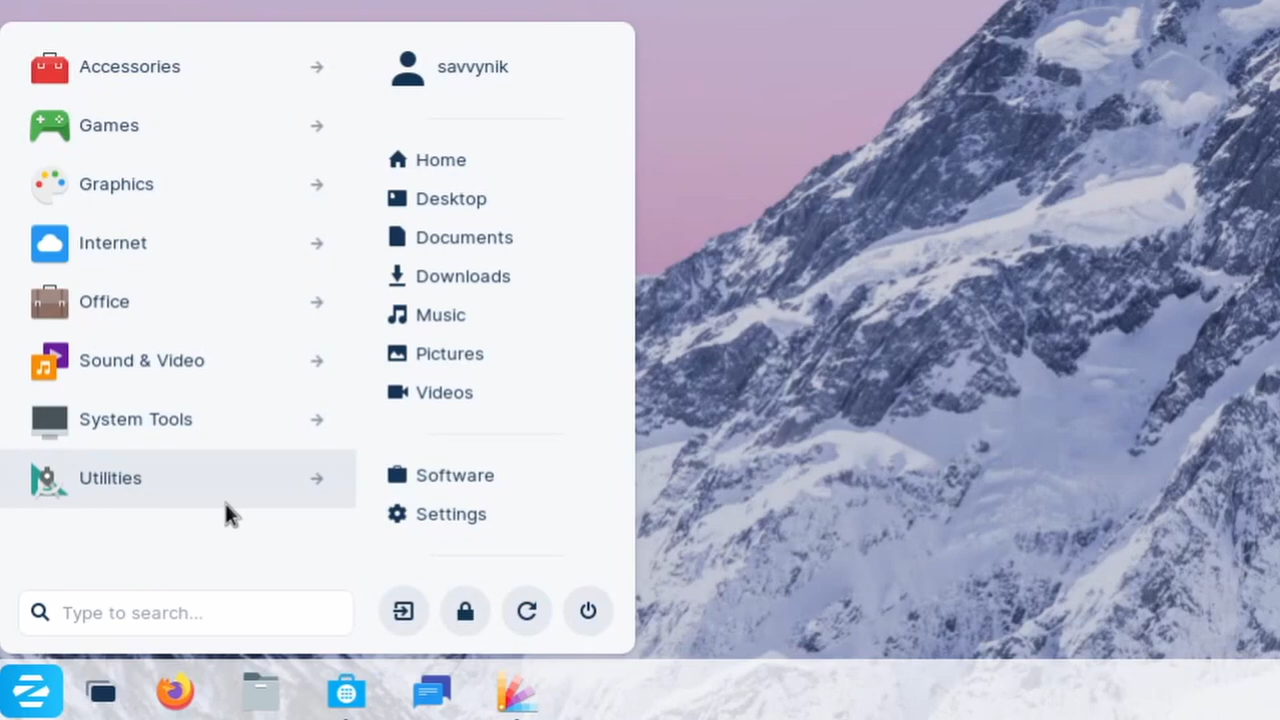 Accessories
Games
Graphics
Internet
Office
Sound & Video
System Tools
Utilities
Type to search...
savvynik
Home
Desktop
Documents
Downloads
Music
Pictures
Videos
Software
Settings